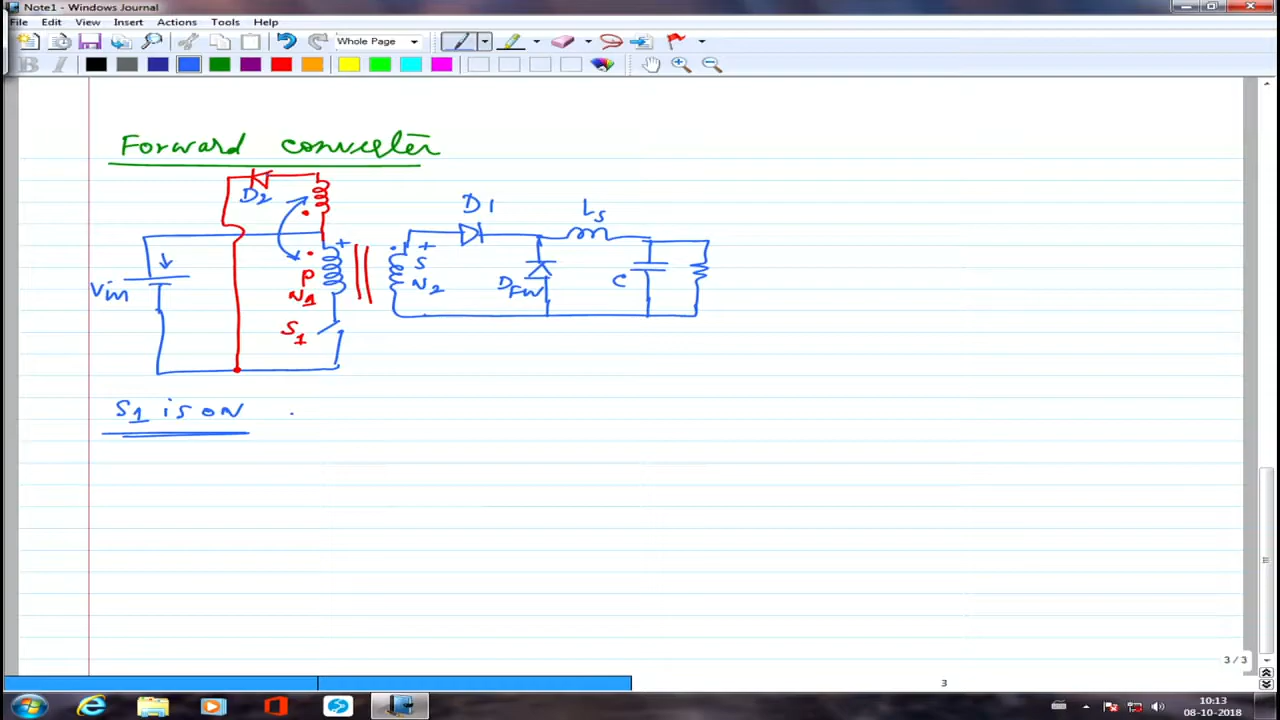 Note1 - Windows Journal
File Edit View Insert Actions Tools Help
Whole Page
B I
Forward converter
D2
D1
Ls
+
+
Vin
P
N1
S
N2
DFW
C
S1
S1 is ON
3 / 3
3
10:13
08-10-2018